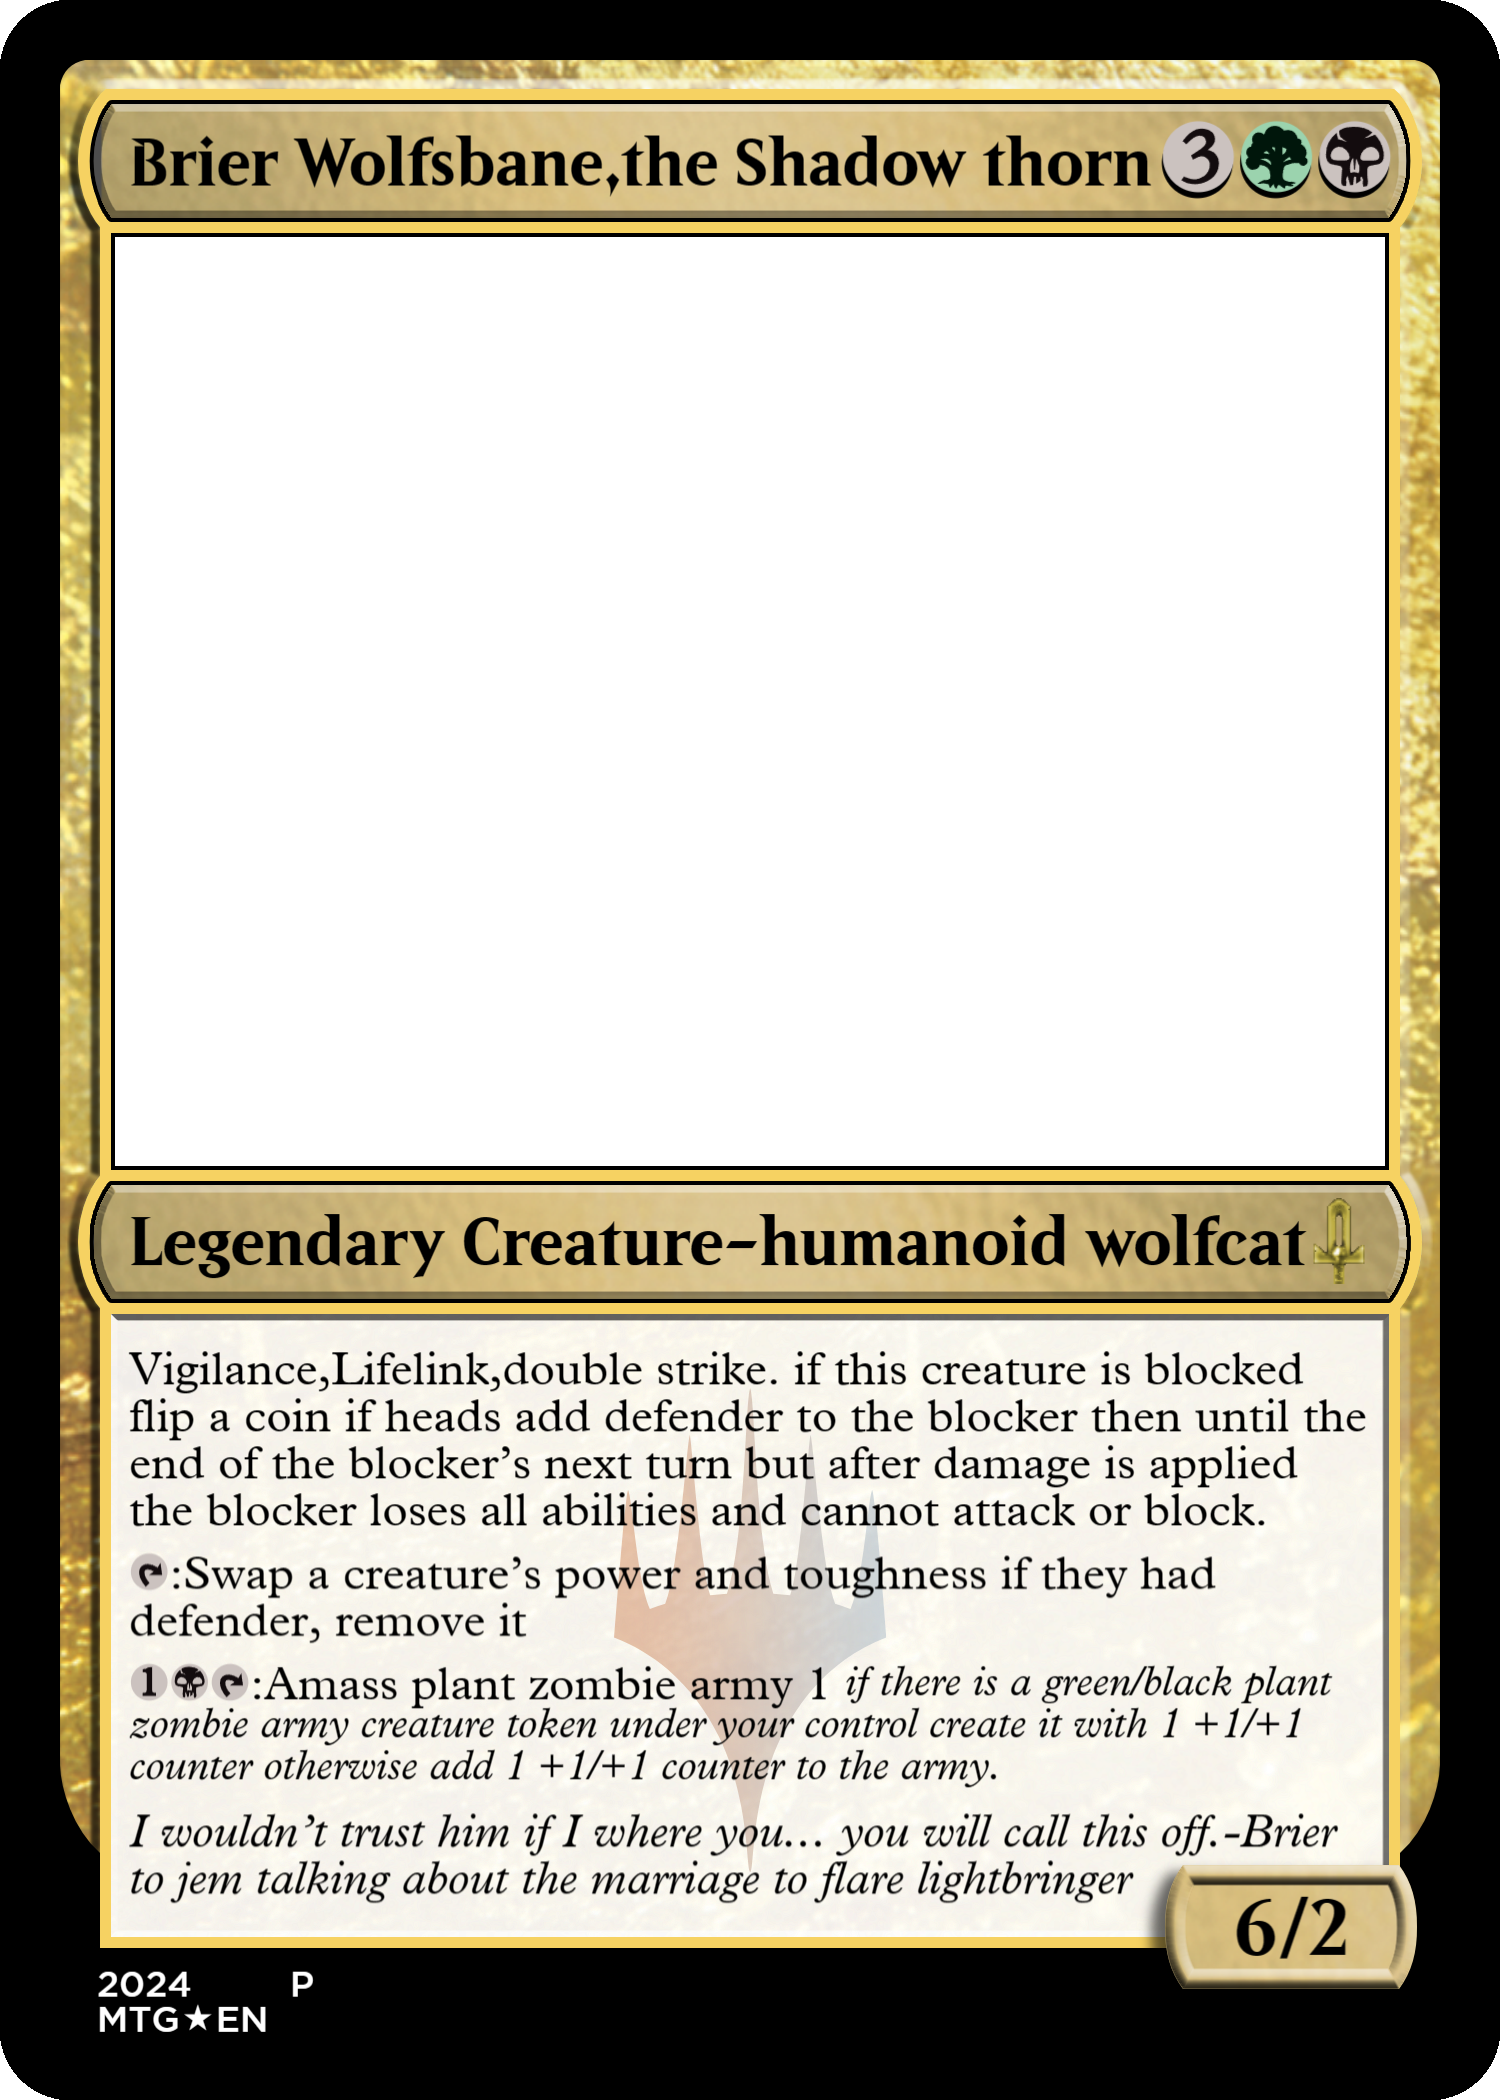 Brier Wolfsbane,the Shadow thorn 3
Legendary Creature-humanoid wolfcat
Vigilance,Lifelink,double strike. if this creature is blocked
flip a coin if heads add defender to the blocker then until the
end of the blocker's next turn but after damage is applied
the blocker loses all abilities and cannot attack or block.
:Swap a creature's power and toughness if they had
defender, remove it
1 :Amass plant zombie army 1 if there is a green/black plant
zombie army creature token under your control create it with 1 +1/+1
counter otherwise add 1 +1/+1 counter to the army.
I wouldn't trust him if I where you... you will call this off.-Brier
to jem talking about the marriage to flare lightbringer
6/2
2024 P
MTG★EN